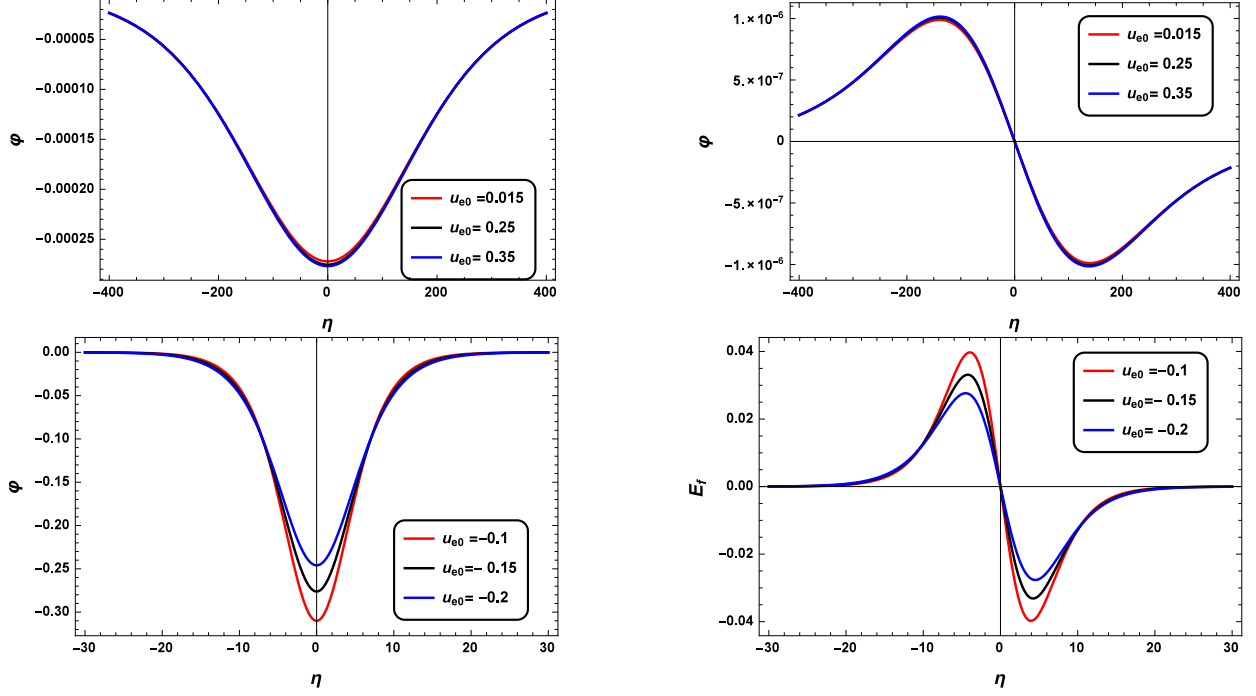 −0.00005
−0.00010
−0.00015
−0.00020
−0.00025
φ
u_e0 =0.015
u_e0= 0.25
u_e0= 0.35
−400 −200 0 200 400
η
1.×10⁻⁶
5.×10⁻⁷
0
−5.×10⁻⁷
−1.×10⁻⁶
φ
u_e0 =0.015
u_e0= 0.25
u_e0= 0.35
−400 −200 0 200 400
η
0.00
−0.05
−0.10
−0.15
−0.20
−0.25
−0.30
φ
u_e0 =−0.1
u_e0=− 0.15
u_e0= −0.2
−30 −20 −10 0 10 20 30
η
0.04
0.02
0.00
−0.02
−0.04
E_f
u_e0 =−0.1
u_e0=− 0.15
u_e0= −0.2
−30 −20 −10 0 10 20 30
η